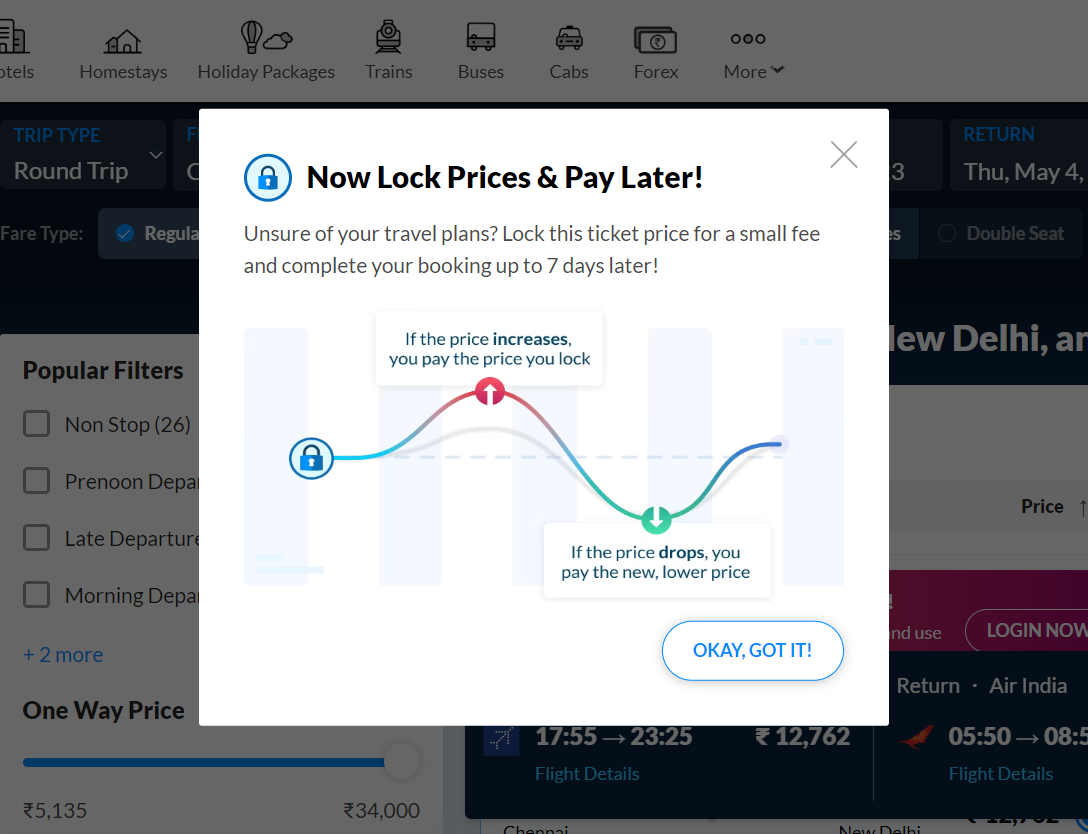 Homestays
Holiday Packages
Trains
Buses
Cabs
Forex
More
TRIP TYPE
RETURN
Round Trip
Thu, May 4,
Fare Type:
Double Seat
Now Lock Prices & Pay Later!
Unsure of your travel plans? Lock this ticket price for a small fee
and complete your booking up to 7 days later!
If the price increases,
you pay the price you lock
If the price drops, you
pay the new, lower price
OKAY, GOT IT!
New Delhi, an
Popular Filters
Non Stop (26)
Prenoon Depar
Late Departure
Morning Depar
+ 2 more
One Way Price
₹5,135
₹34,000
Price ↑
and use
LOGIN NOW
Return · Air India
17:55 → 23:25
₹ 12,762
05:50 → 08:5
Flight Details
Flight Details
Chennai
New Delhi
₹ 12,762